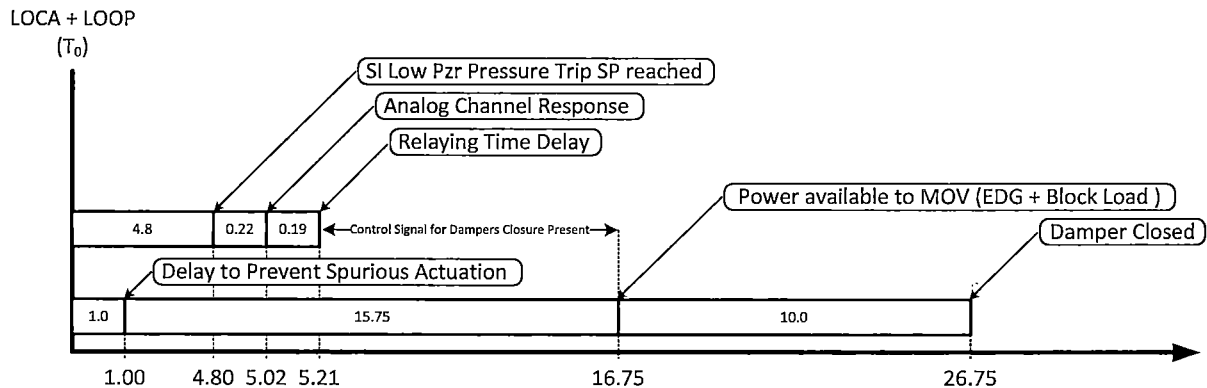 LOCA + LOOP
(T₀)
SI Low Pzr Pressure Trip SP reached
Analog Channel Response
Relaying Time Delay
Power available to MOV (EDG + Block Load )
4.8
0.22
0.19
Control Signal for Dampers Closure Present
Damper Closed
Delay to Prevent Spurious Actuation
1.0
15.75
10.0
1.00
4.80
5.02
5.21
16.75
26.75